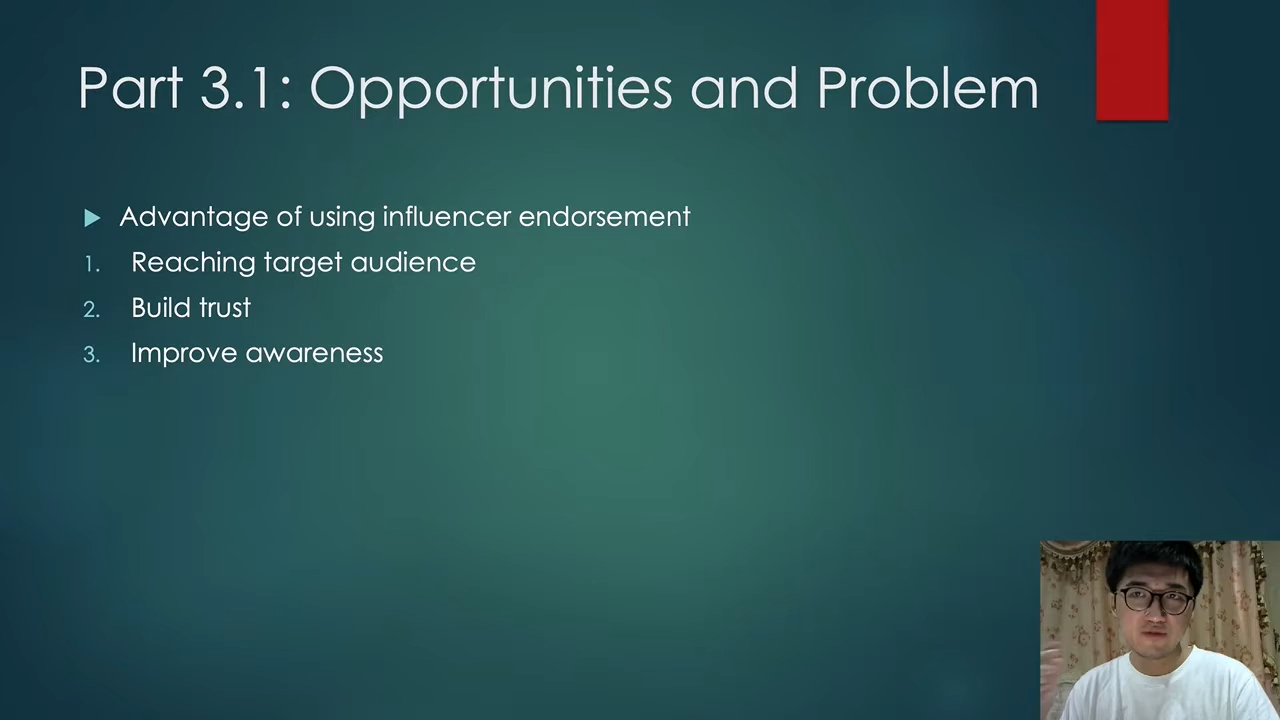 Part 3.1: Opportunities and Problem
Advantage of using influencer endorsement
1. Reaching target audience
2. Build trust
3. Improve awareness